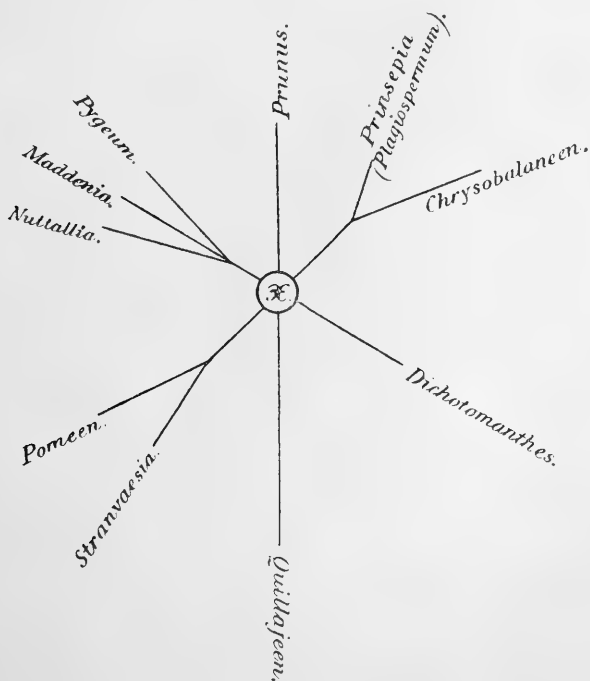 Prunus.
Prinsepia
(Plagiospermum).
Pygeum.
Maddenia.
Chrysobalaneen.
Nuttallia.
Dichotomanthes.
Pomeen.
Stranvaesia.
Quillajeen.